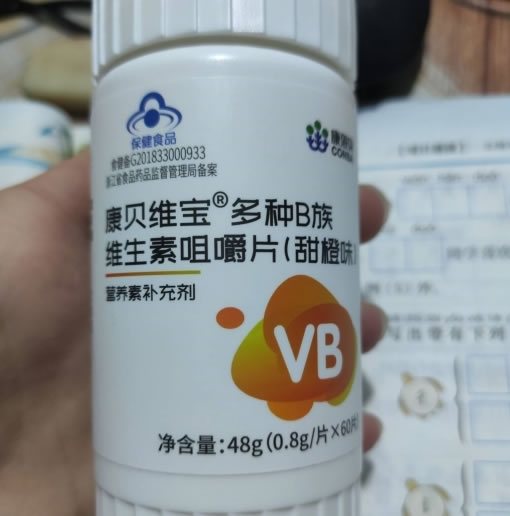 保健食品
食健备G201833000933
浙江省食品药品监督管理局备案
康贝维宝®多种B族
维生素咀嚼片(甜橙味)
营养素补充剂
VB
净含量:48g(0.8g/片×60片)